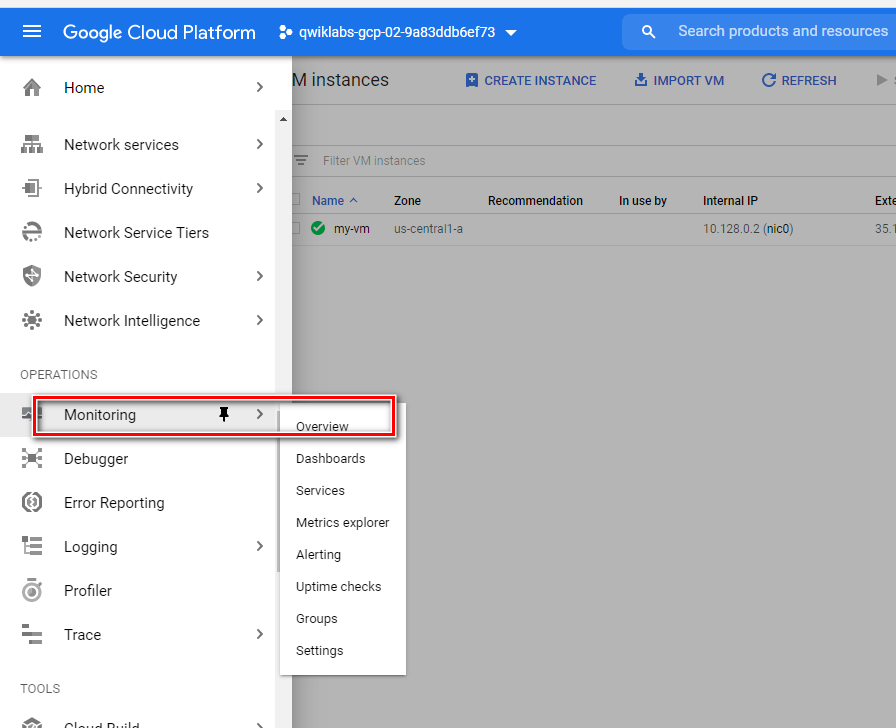 Google Cloud Platform
qwiklabs-gcp-02-9a83ddb6ef73
Search products and resources
Home
Network services
Hybrid Connectivity
Network Service Tiers
Network Security
Network Intelligence
OPERATIONS
Monitoring
Debugger
Error Reporting
Logging
Profiler
Trace
TOOLS
Cloud Build
Overview
Dashboards
Services
Metrics explorer
Alerting
Uptime checks
Groups
Settings
M instances
CREATE INSTANCE
IMPORT VM
REFRESH
Filter VM instances
Name Zone Recommendation In use by Internal IP Exte
my-vm us-central1-a 10.128.0.2 (nic0) 35.1